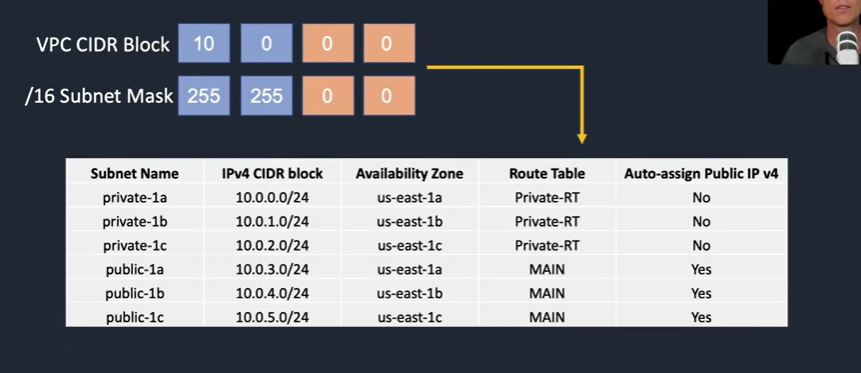 VPC CIDR Block 10 0 0 0
/16 Subnet Mask 255 255 0 0
Subnet Name IPv4 CIDR block Availability Zone Route Table Auto-assign Public IP v4
private-1a 10.0.0.0/24 us-east-1a Private-RT No
private-1b 10.0.1.0/24 us-east-1b Private-RT No
private-1c 10.0.2.0/24 us-east-1c Private-RT No
public-1a 10.0.3.0/24 us-east-1a MAIN Yes
public-1b 10.0.4.0/24 us-east-1b MAIN Yes
public-1c 10.0.5.0/24 us-east-1c MAIN Yes